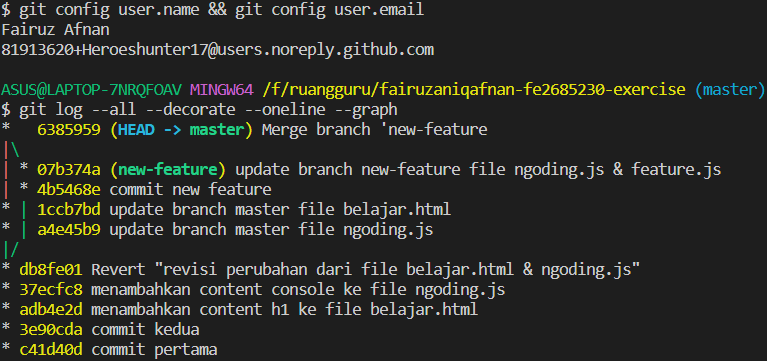 $ git config user.name && git config user.email
Fairuz Afnan
81913620+Heroeshunter17@users.noreply.github.com
ASUS@LAPTOP-7NRQFOAV MINGW64 /f/ruangguru/fairuzaniqafnan-fe2685230-exercise (master)
$ git log --all --decorate --oneline --graph
*   6385959 (HEAD -> master) Merge branch 'new-feature
|\
| * 07b374a (new-feature) update branch new-feature file ngoding.js & feature.js
| * 4b5468e commit new feature
* | 1ccb7bd update branch master file belajar.html
* | a4e45b9 update branch master file ngoding.js
|/
* db8fe01 Revert "revisi perubahan dari file belajar.html & ngoding.js"
* 37ecfc8 menambahkan content console ke file ngoding.js
* adb4e2d menambahkan content h1 ke file belajar.html
* 3e90cda commit kedua
* c41d40d commit pertama